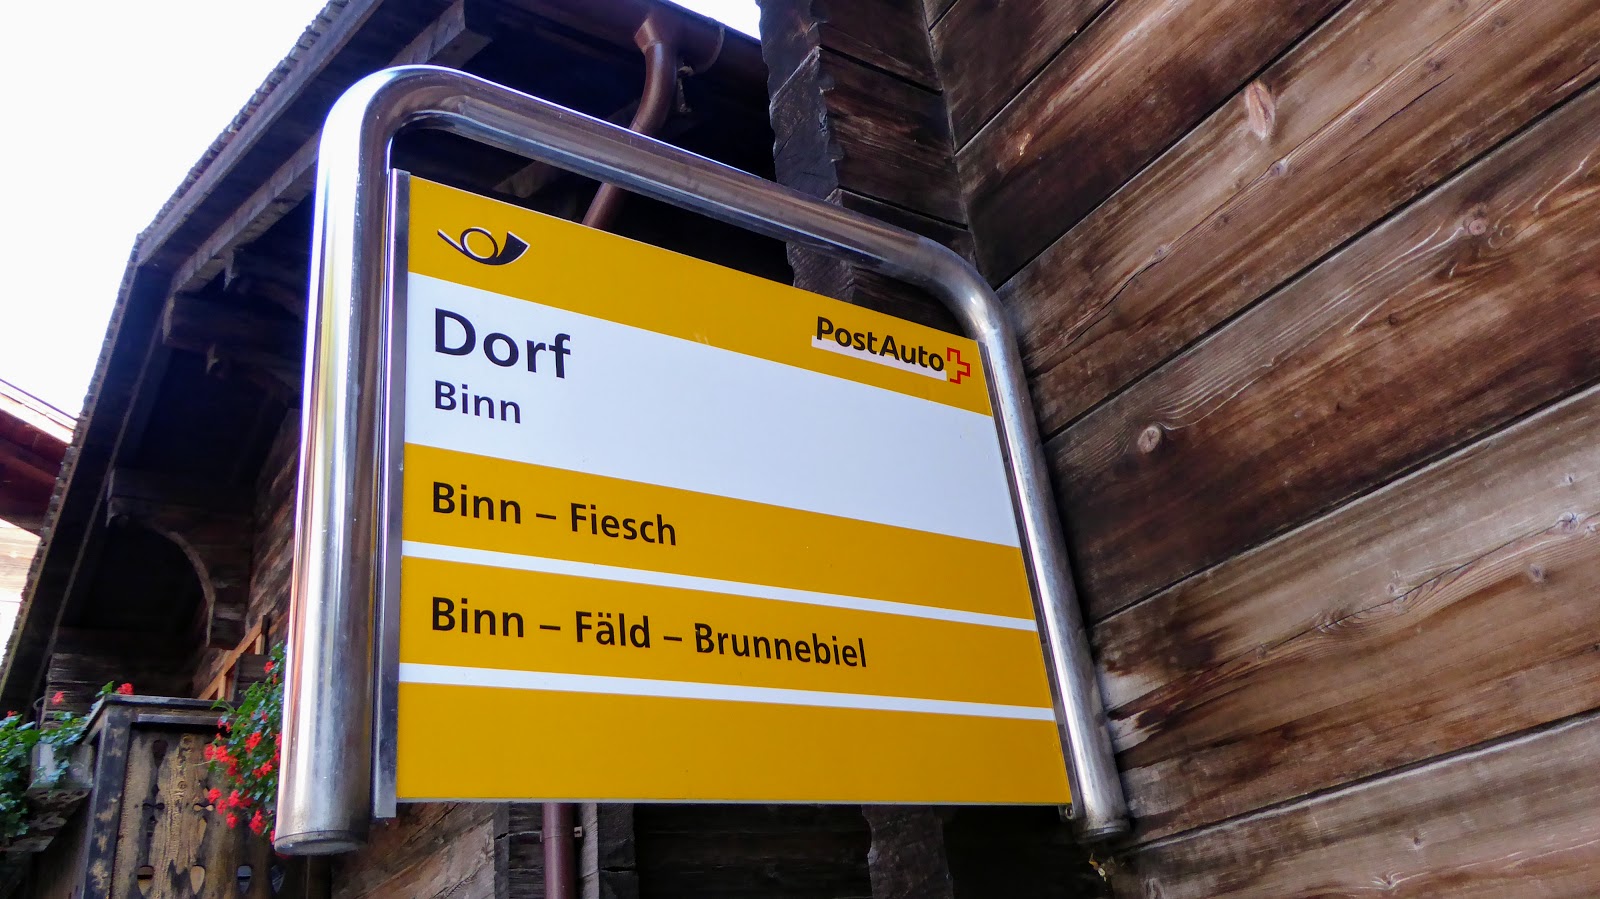 PostAuto
Dorf
Binn
Binn – Fiesch
Binn – Fäld – Brunnebiel